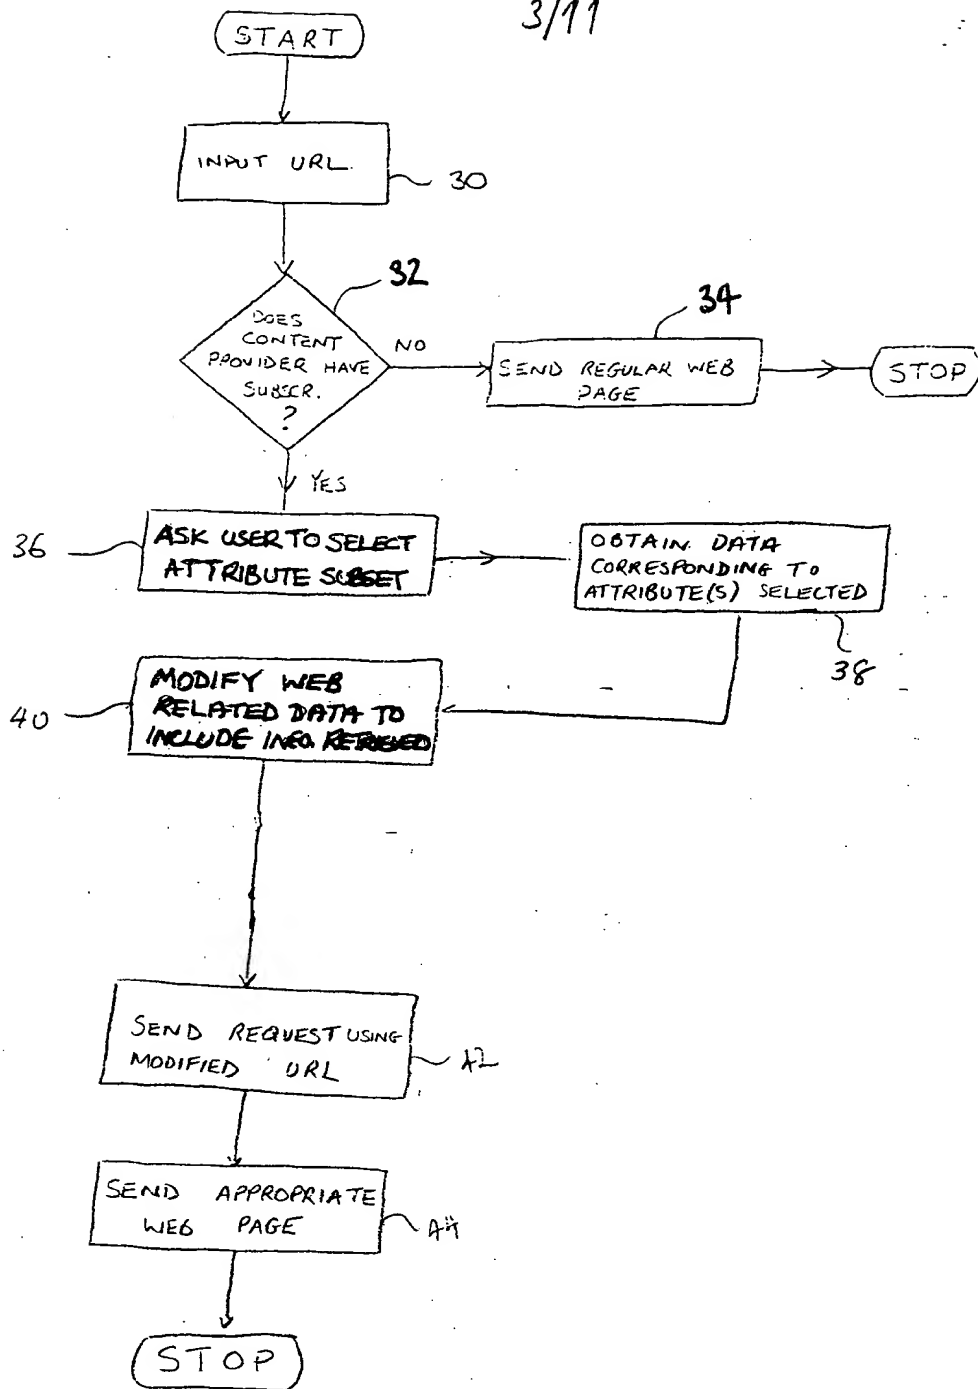 3/11
START
INPUT URL.
30
32
DOES
CONTENT
PROVIDER HAVE
SUBSCR.
?
NO
34
SEND REGULAR WEB
PAGE
STOP
YES
36
ASK USER TO SELECT
ATTRIBUTE SUBSET
OBTAIN DATA
CORRESPONDING TO
ATTRIBUTE(S) SELECTED
38
40
MODIFY WEB
RELATED DATA TO
INCLUDE INFO. RETRIEVED
SEND REQUEST USING
MODIFIED URL
42
SEND APPROPRIATE
WEB PAGE
44
STOP